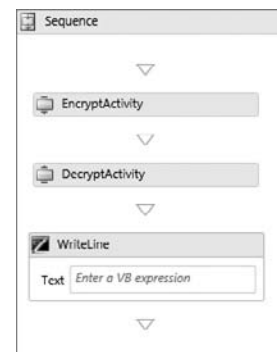 Sequence
EncryptActivity
DecryptActivity
WriteLine
Text Enter a VB expression